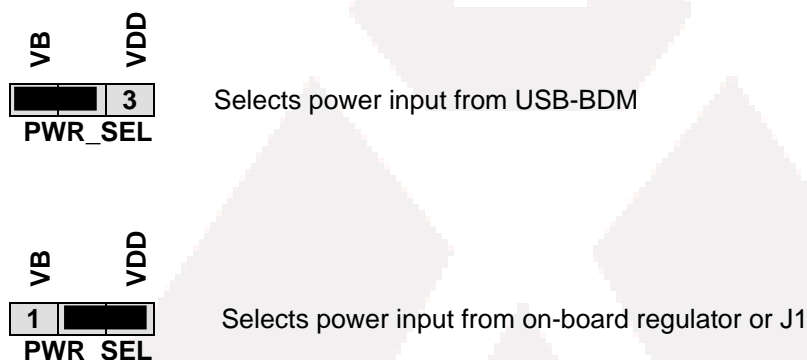 VB VDD
3 Selects power input from USB-BDM
PWR_SEL
VB VDD
1 Selects power input from on-board regulator or J1
PWR_SEL